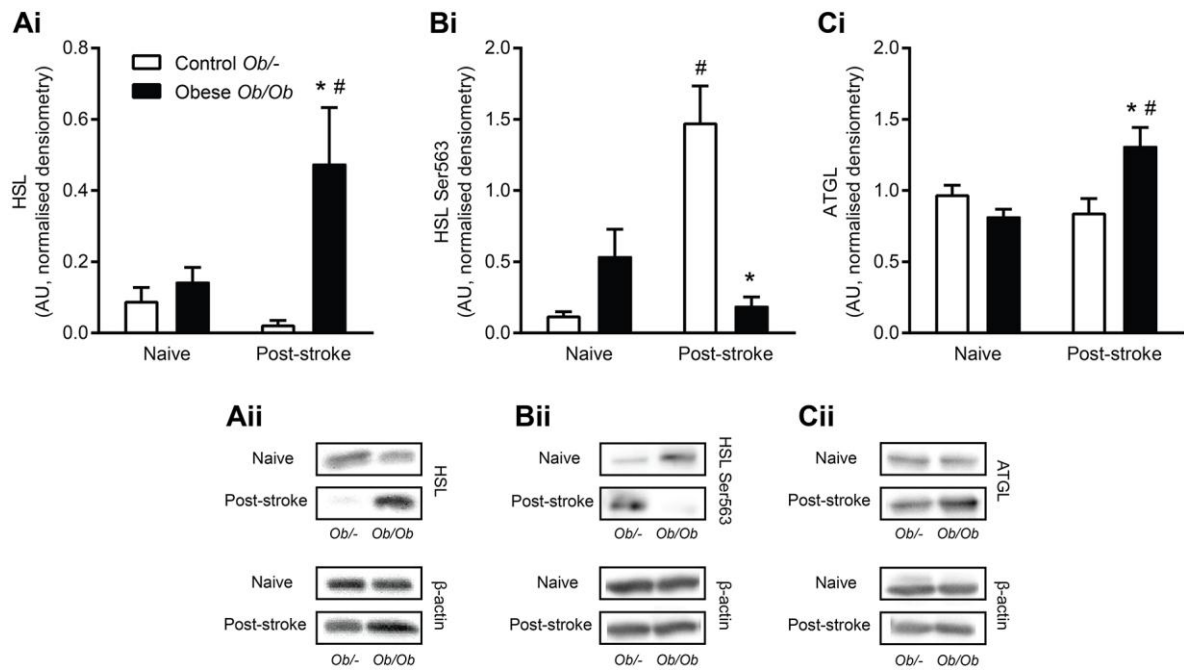 Ai
HSL
(AU, normalised densiometry)
0.8
0.6
0.4
0.2
0.0
Control Ob/-
Obese Ob/Ob
* #
Naive
Post-stroke
Bi
HSL Ser563
(AU, normalised densiometry)
2.0
1.5
1.0
0.5
0.0
#
*
Naive
Post-stroke
Ci
ATGL
(AU, normalised densiometry)
2.0
1.5
1.0
0.5
0.0
* #
Naive
Post-stroke
Aii
Naive
Post-stroke
HSL
Ob/- Ob/Ob
Naive
Post-stroke
β-actin
Ob/- Ob/Ob
Bii
Naive
Post-stroke
HSL Ser563
Ob/- Ob/Ob
Naive
Post-stroke
β-actin
Ob/- Ob/Ob
Cii
Naive
Post-stroke
ATGL
Ob/- Ob/Ob
Naive
Post-stroke
β-actin
Ob/- Ob/Ob